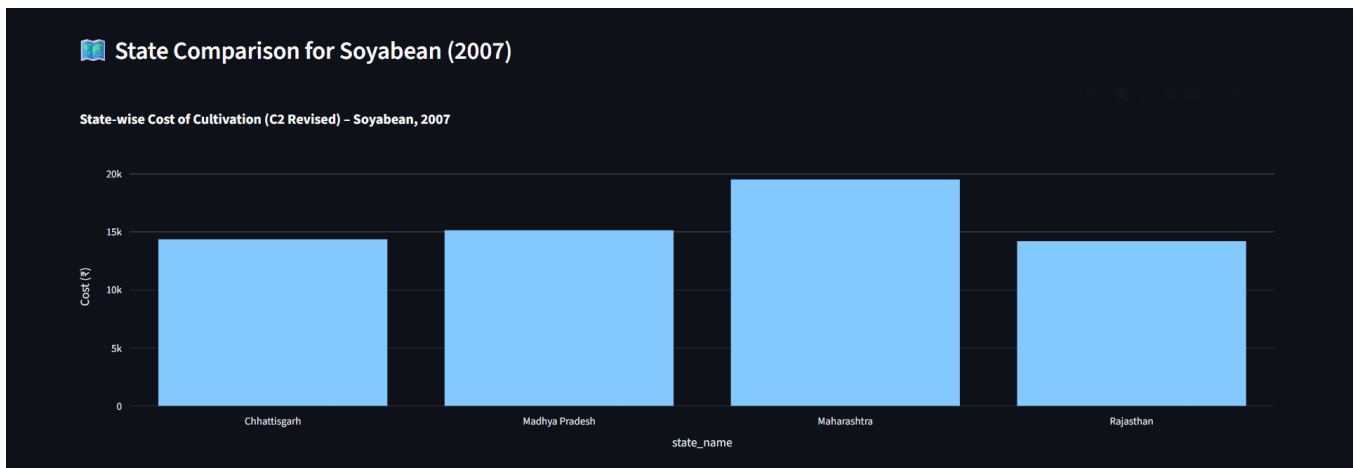 State Comparison for Soyabean (2007)
State-wise Cost of Cultivation (C2 Revised) – Soyabean, 2007
20k
15k
10k
5k
0
Cost (₹)
Chhattisgarh Madhya Pradesh Maharashtra Rajasthan
state_name